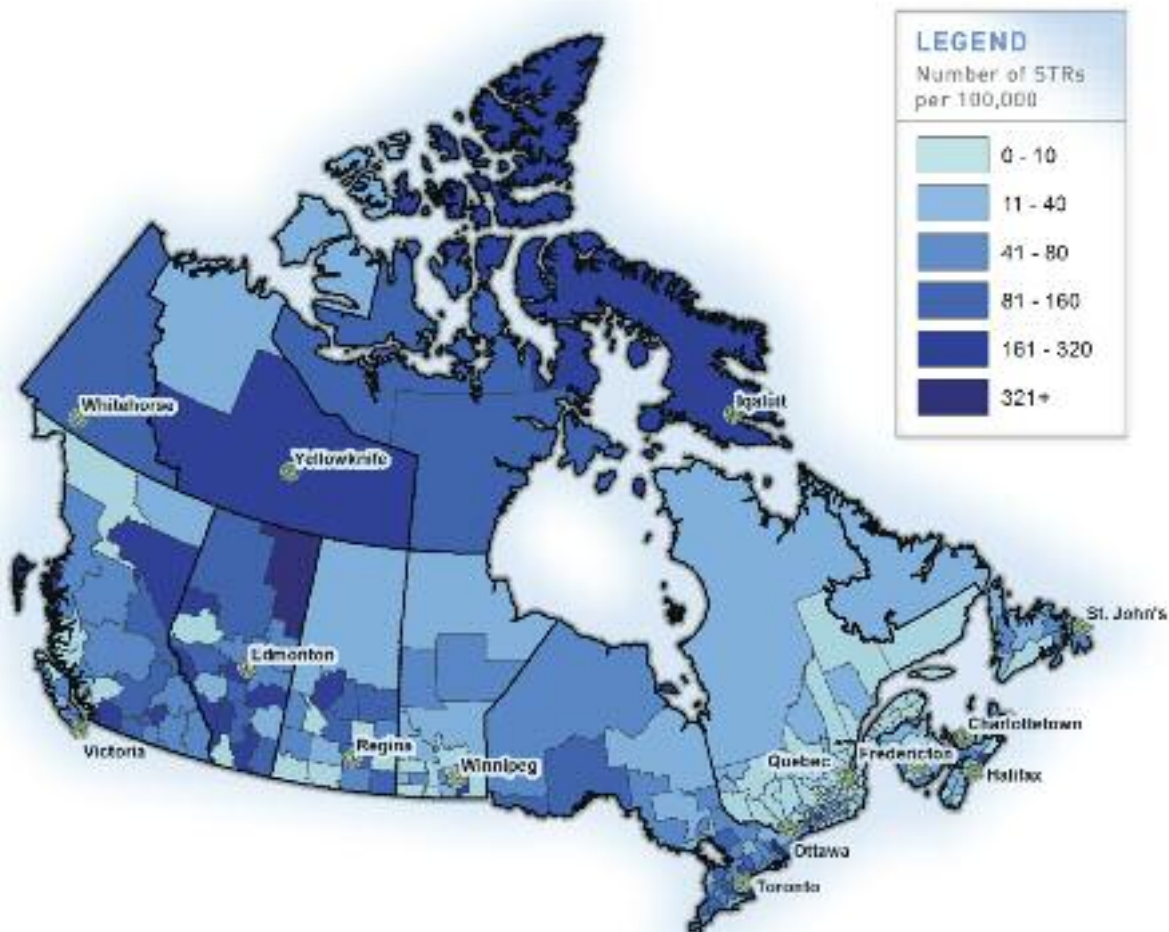 LEGEND
Number of STRs
per 100,000
0 - 10
11 - 40
41 - 80
81 - 160
161 - 320
321+
Whitehorse
Iqaluit
Yellowknife
St. John's
Edmonton
Charlottetown
Victoria
Regina
Winnipeg
Quebec
Fredericton
Halifax
Ottawa
Toronto